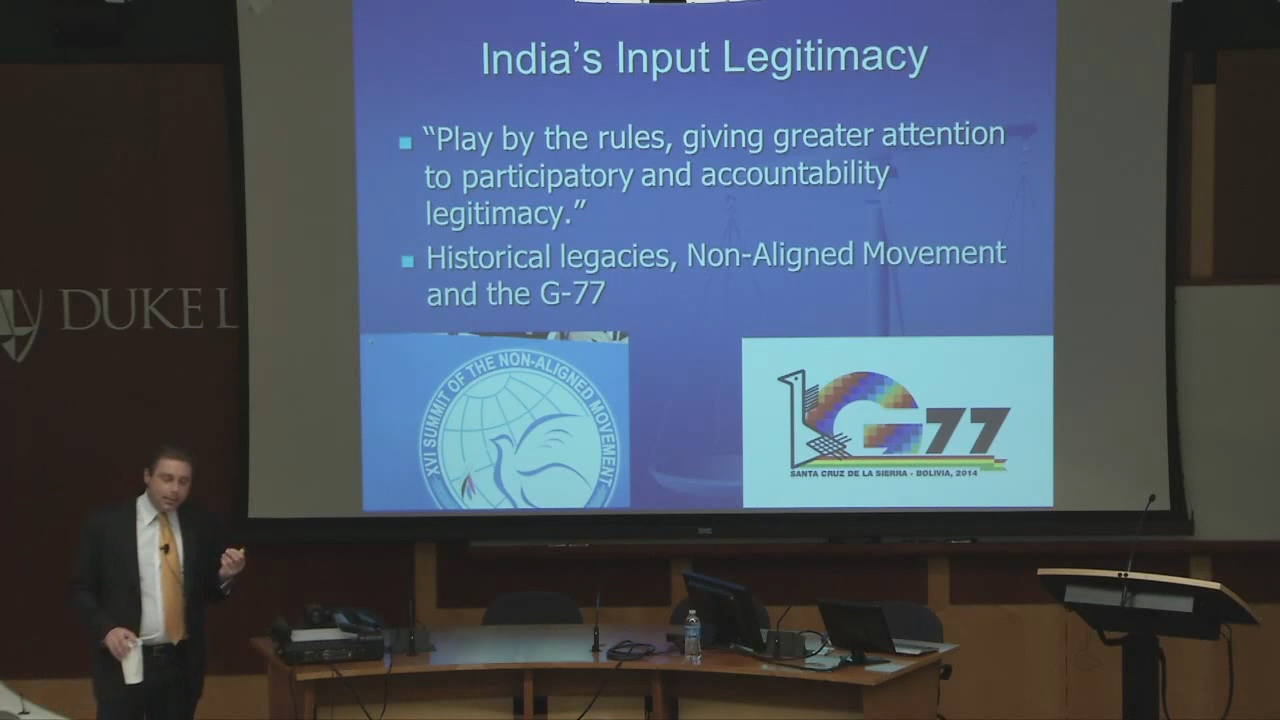 India's Input Legitimacy
"Play by the rules, giving greater attention
to participatory and accountability
legitimacy."
Historical legacies, Non-Aligned Movement
and the G-77
DUKE L
XVI SUMMIT OF THE NON-ALIGNED MOVEMENT
G77
SANTA CRUZ DE LA SIERRA - BOLIVIA, 2014